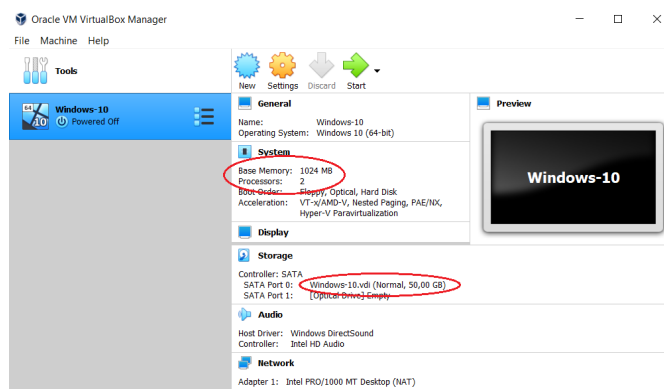 Oracle VM VirtualBox Manager
File Machine Help
Tools
New Settings Discard Start
64
10
Windows-10
Powered Off
General
Name: Windows-10
Operating System: Windows 10 (64-bit)
System
Base Memory: 1024 MB
Processors: 2
Boot Order: Floppy, Optical, Hard Disk
Acceleration: VT-x/AMD-V, Nested Paging, PAE/NX,
Hyper-V Paravirtualization
Display
Storage
Controller: SATA
SATA Port 0: Windows-10.vdi (Normal, 50,00 GB)
SATA Port 1: [Optical Drive] Empty
Audio
Host Driver: Windows DirectSound
Controller: Intel HD Audio
Network
Adapter 1: Intel PRO/1000 MT Desktop (NAT)
Preview
Windows-10